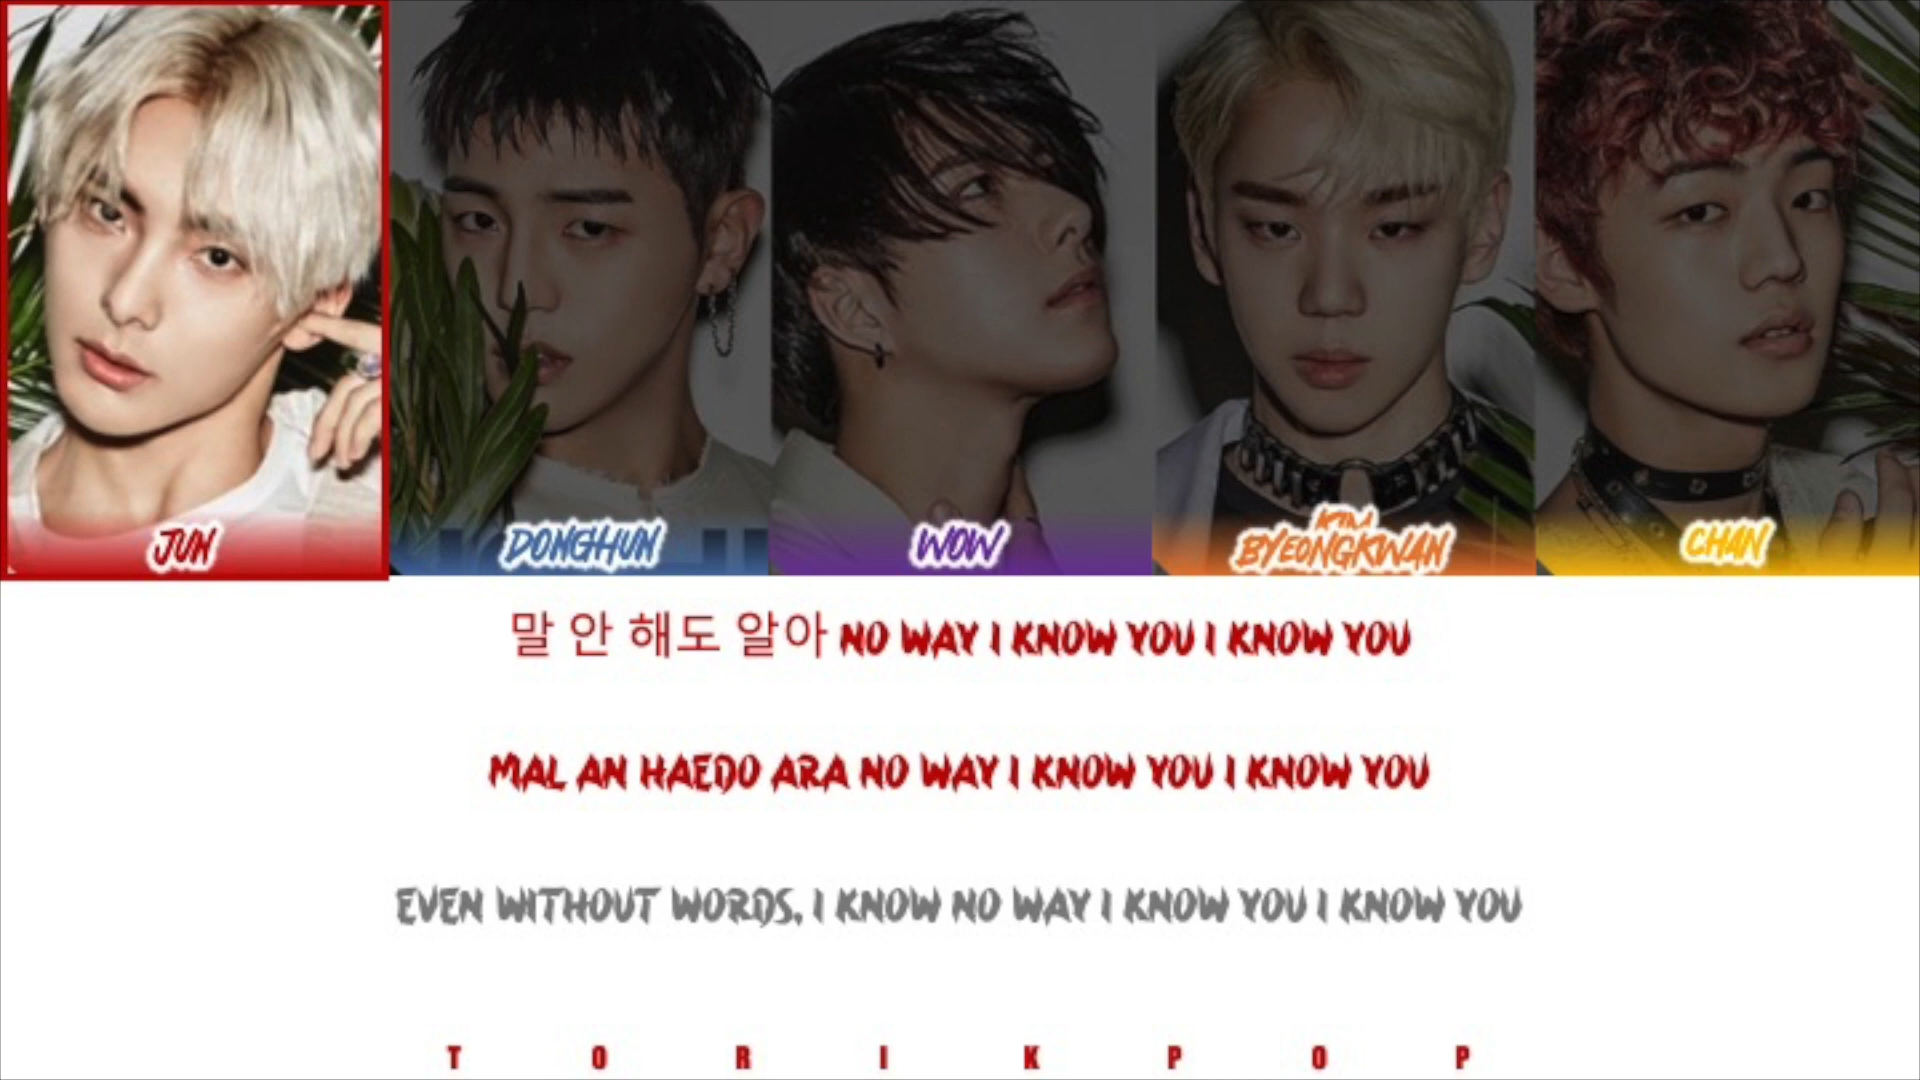 JUN
DONGHUN
WOW
KIM
BYEONGKWAN
CHAN
말 안 해도 알아 NO WAY I KNOW YOU I KNOW YOU
MAL AN HAEDO ARA NO WAY I KNOW YOU I KNOW YOU
EVEN WITHOUT WORDS, I KNOW NO WAY I KNOW YOU I KNOW YOU
T O R I K P O P